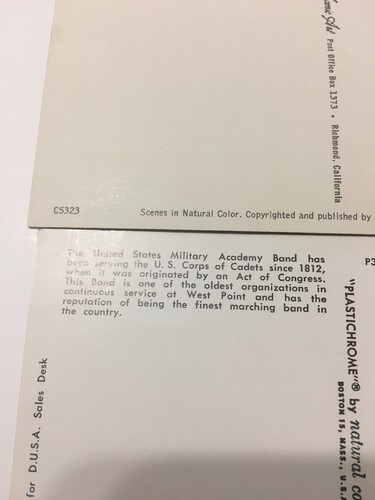 Post Office Box 1373 • Richmond, California
C5323
Scenes in Natural Color. Copyrighted and published by
The United States Military Academy Band has
been serving the U. S. Corps of Cadets since 1812,
when it was originated by an Act of Congress.
This Band is one of the oldest organizations in
continuous service at West Point and has the
reputation of being the finest marching band in
the country.
P3
"PLASTICHROME"® by natural co
BOSTON 15, MASS., U.S.
for D.U.S.A. Sales Desk